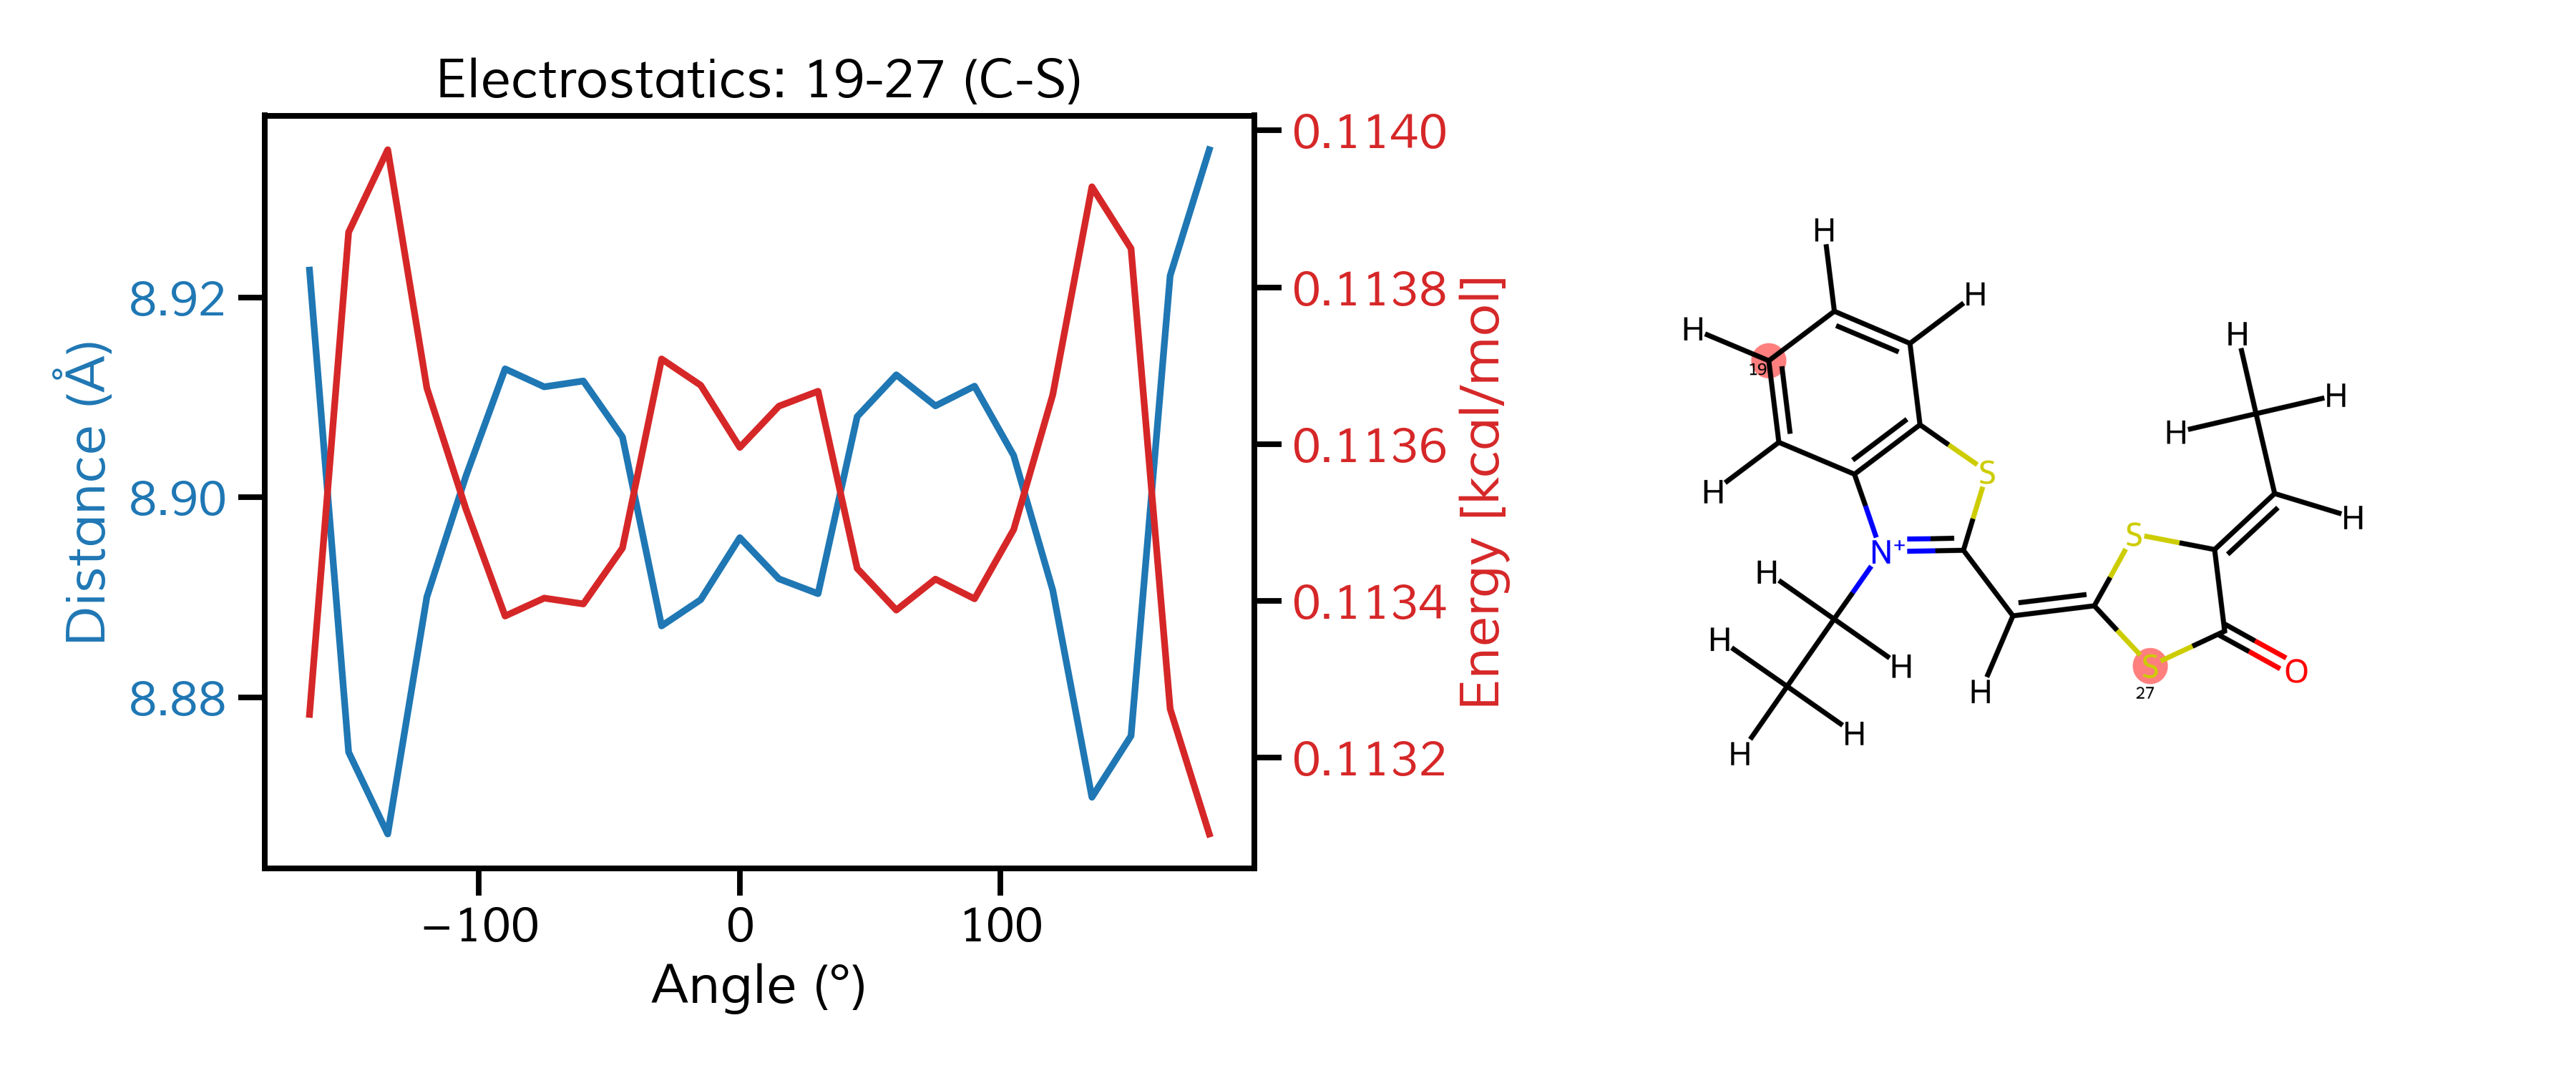 Electrostatics: 19-27 (C-S)
Distance (Å)
8.92
8.90
8.88
0.1140
0.1138
0.1136
0.1134
0.1132
Energy [kcal/mol]
−100 0 100
Angle (°)
H
H
H
H
19
H
H
H
H
S
H
S
N⁺
H
H
S
27
O
H
H
H
H